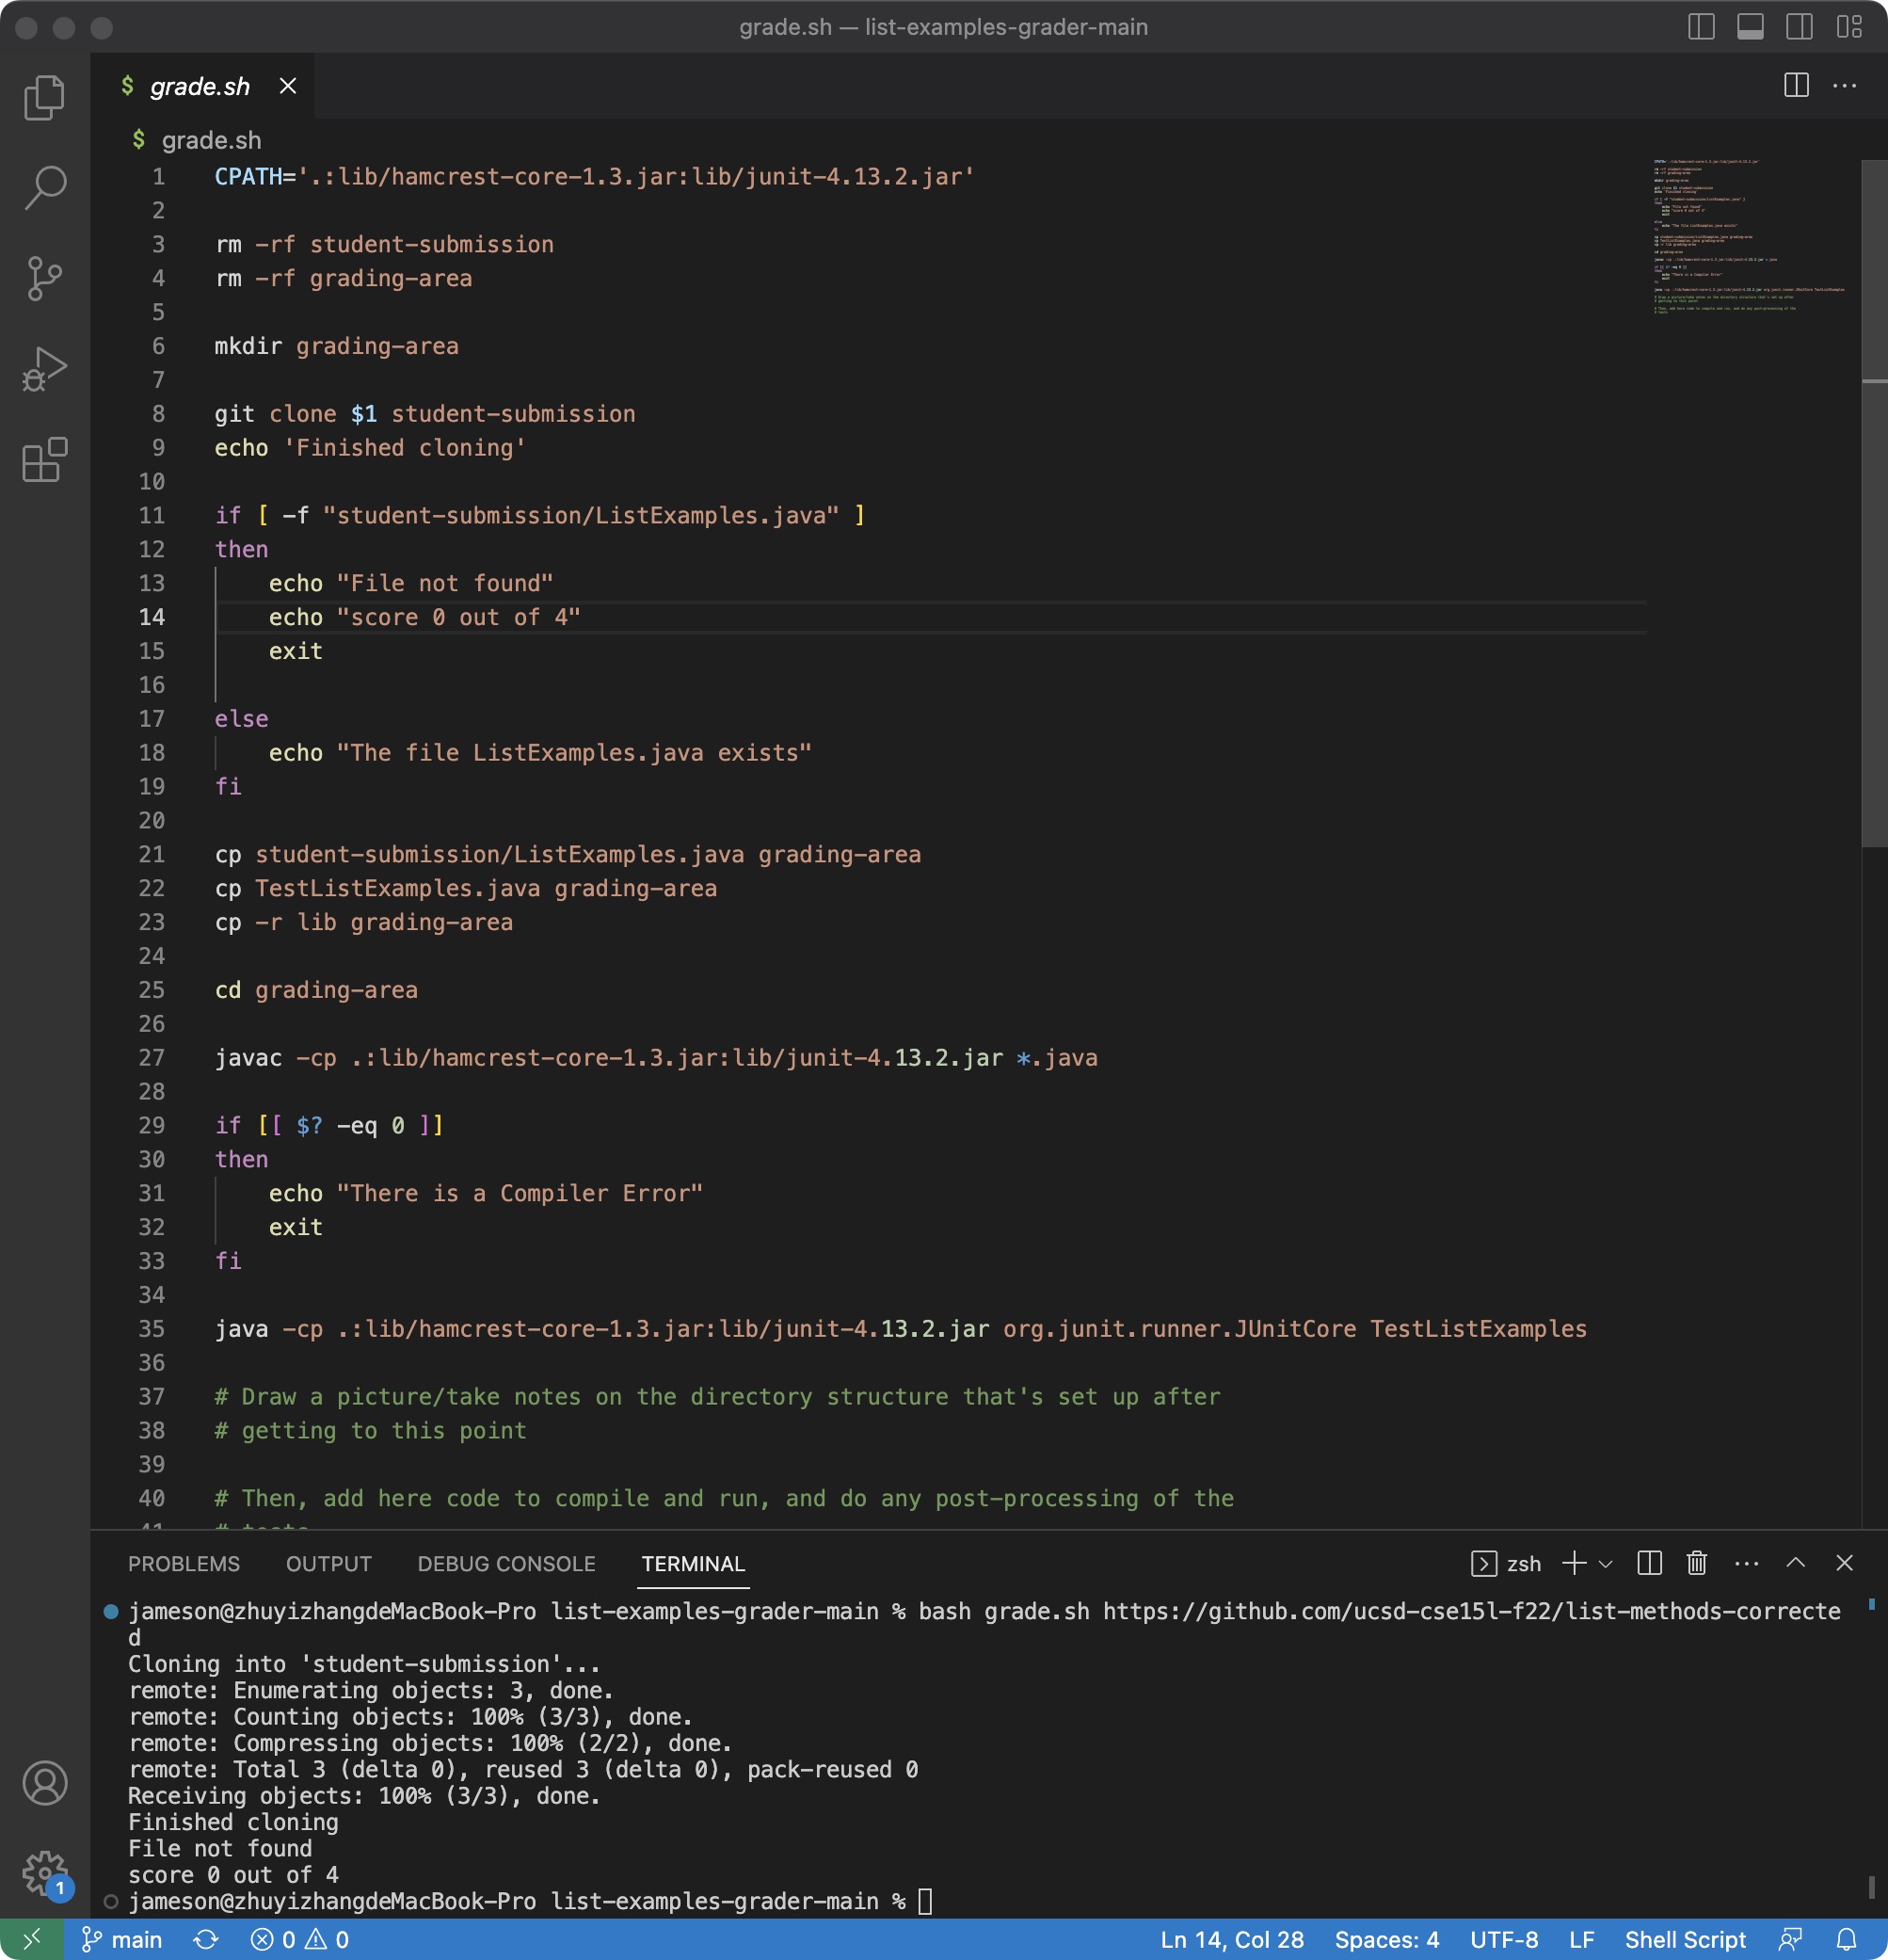 grade.sh — list-examples-grader-main
$ grade.sh
$ grade.sh
1 CPATH='.:lib/hamcrest-core-1.3.jar:lib/junit-4.13.2.jar'
2
3 rm -rf student-submission
4 rm -rf grading-area
5
6 mkdir grading-area
7
8 git clone $1 student-submission
9 echo 'Finished cloning'
10
11 if [ -f "student-submission/ListExamples.java" ]
12 then
13     echo "File not found"
14     echo "score 0 out of 4"
15     exit
16
17 else
18     echo "The file ListExamples.java exists"
19 fi
20
21 cp student-submission/ListExamples.java grading-area
22 cp TestListExamples.java grading-area
23 cp -r lib grading-area
24
25 cd grading-area
26
27 javac -cp .:lib/hamcrest-core-1.3.jar:lib/junit-4.13.2.jar *.java
28
29 if [[ $? -eq 0 ]]
30 then
31     echo "There is a Compiler Error"
32     exit
33 fi
34
35 java -cp .:lib/hamcrest-core-1.3.jar:lib/junit-4.13.2.jar org.junit.runner.JUnitCore TestListExamples
36
37 # Draw a picture/take notes on the directory structure that's set up after
38 # getting to this point
39
40 # Then, add here code to compile and run, and do any post-processing of the
41 # tests
PROBLEMS OUTPUT DEBUG CONSOLE TERMINAL zsh
jameson@zhuyizhangdeMacBook-Pro list-examples-grader-main % bash grade.sh https://github.com/ucsd-cse15l-f22/list-methods-correcte
d
Cloning into 'student-submission'...
remote: Enumerating objects: 3, done.
remote: Counting objects: 100% (3/3), done.
remote: Compressing objects: 100% (2/2), done.
remote: Total 3 (delta 0), reused 3 (delta 0), pack-reused 0
Receiving objects: 100% (3/3), done.
Finished cloning
File not found
score 0 out of 4
jameson@zhuyizhangdeMacBook-Pro list-examples-grader-main %
1
main 0 0 Ln 14, Col 28 Spaces: 4 UTF-8 LF Shell Script